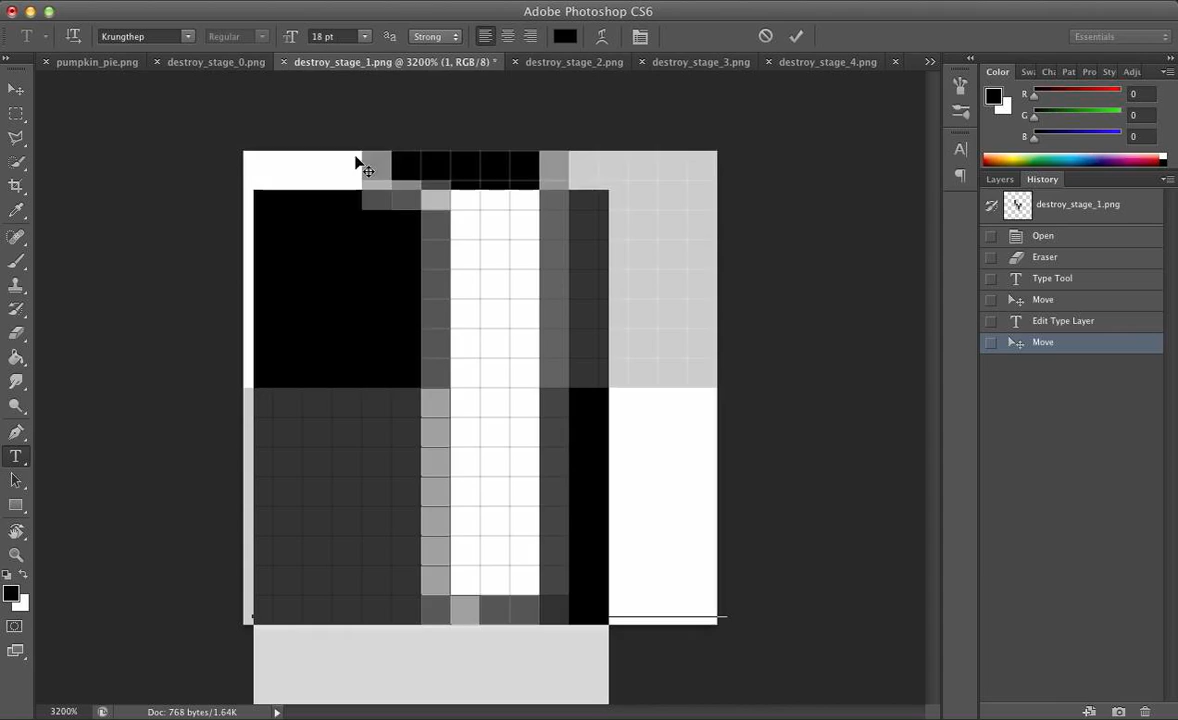 Adobe Photoshop CS6
T Krungthep Regular 18 pt aa Strong Essentials
pumpkin_pie.png destroy_stage_0.png destroy_stage_1.png @ 3200% (1, RGB/8) * destroy_stage_2.png destroy_stage_3.png destroy_stage_4.png
Color Sw Cha Pat Pro Sty Adju
R 0
G 0
B 0
Layers History
destroy_stage_1.png
Open
Eraser
Type Tool
Move
Edit Type Layer
Move
3200% Doc: 768 bytes/1.64K